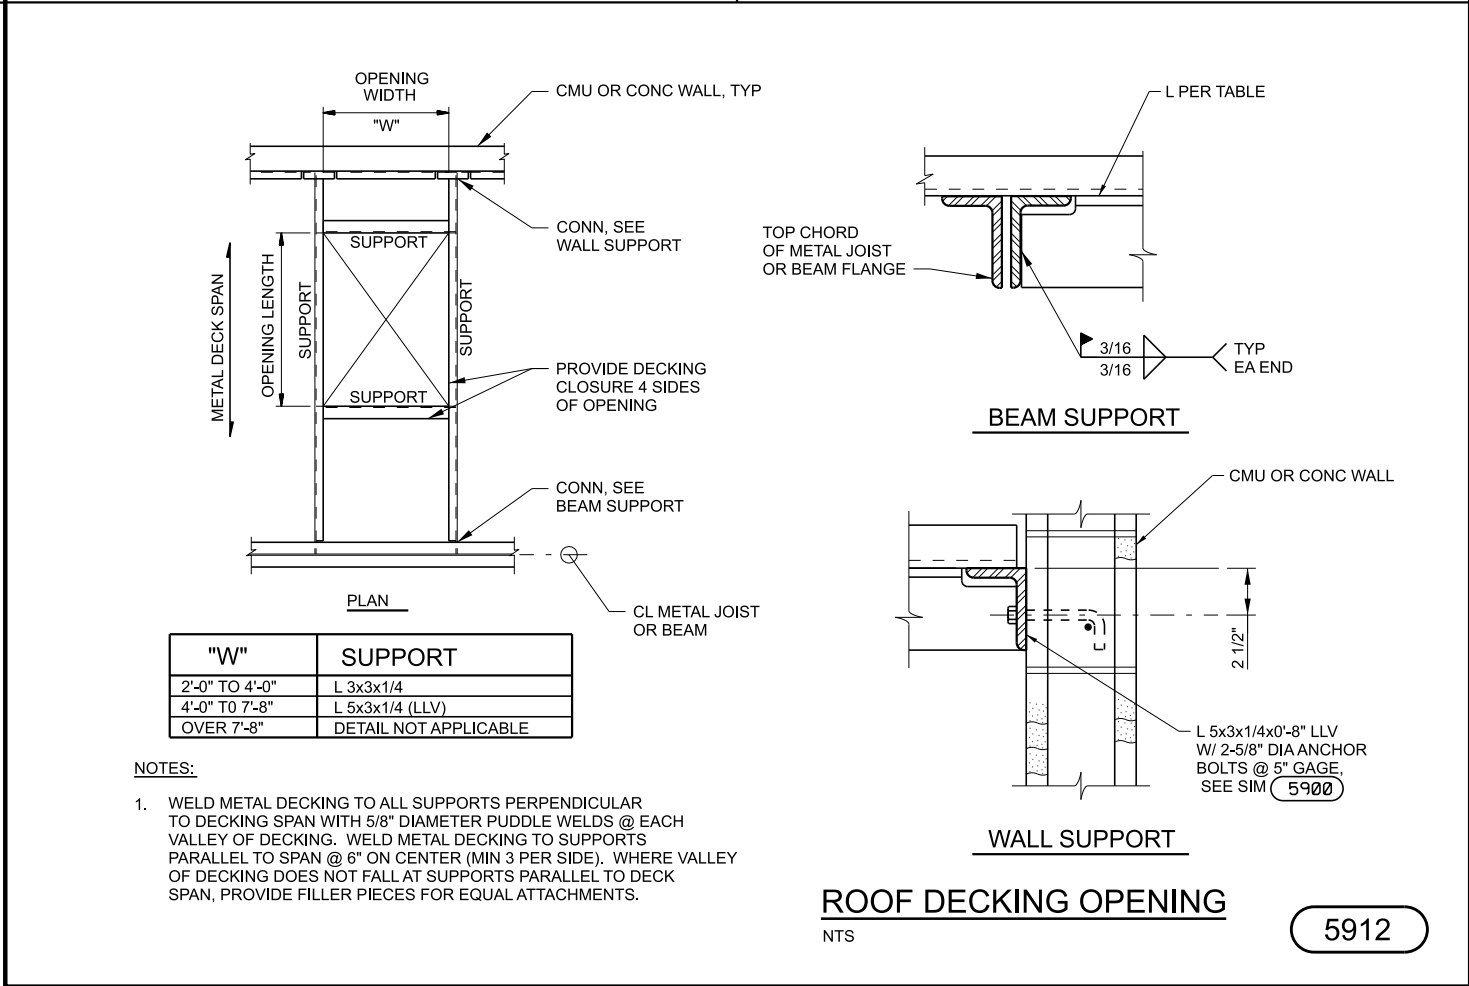 OPENING
WIDTH
"W"
CMU OR CONC WALL, TYP
CONN, SEE
WALL SUPPORT
SUPPORT
METAL DECK SPAN
OPENING LENGTH
SUPPORT
SUPPORT
PROVIDE DECKING
CLOSURE 4 SIDES
OF OPENING
SUPPORT
CONN, SEE
BEAM SUPPORT
PLAN
CL METAL JOIST
OR BEAM
"W" SUPPORT
2'-0" TO 4'-0" L 3x3x1/4
4'-0" T0 7'-8" L 5x3x1/4 (LLV)
OVER 7'-8" DETAIL NOT APPLICABLE
NOTES:
1. WELD METAL DECKING TO ALL SUPPORTS PERPENDICULAR
TO DECKING SPAN WITH 5/8" DIAMETER PUDDLE WELDS @ EACH
VALLEY OF DECKING. WELD METAL DECKING TO SUPPORTS
PARALLEL TO SPAN @ 6" ON CENTER (MIN 3 PER SIDE). WHERE VALLEY
OF DECKING DOES NOT FALL AT SUPPORTS PARALLEL TO DECK
SPAN, PROVIDE FILLER PIECES FOR EQUAL ATTACHMENTS.
L PER TABLE
TOP CHORD
OF METAL JOIST
OR BEAM FLANGE
3/16
3/16
TYP
EA END
BEAM SUPPORT
CMU OR CONC WALL
2 1/2"
L 5x3x1/4x0'-8" LLV
W/ 2-5/8" DIA ANCHOR
BOLTS @ 5" GAGE,
SEE SIM 5900
WALL SUPPORT
ROOF DECKING OPENING
NTS
5912